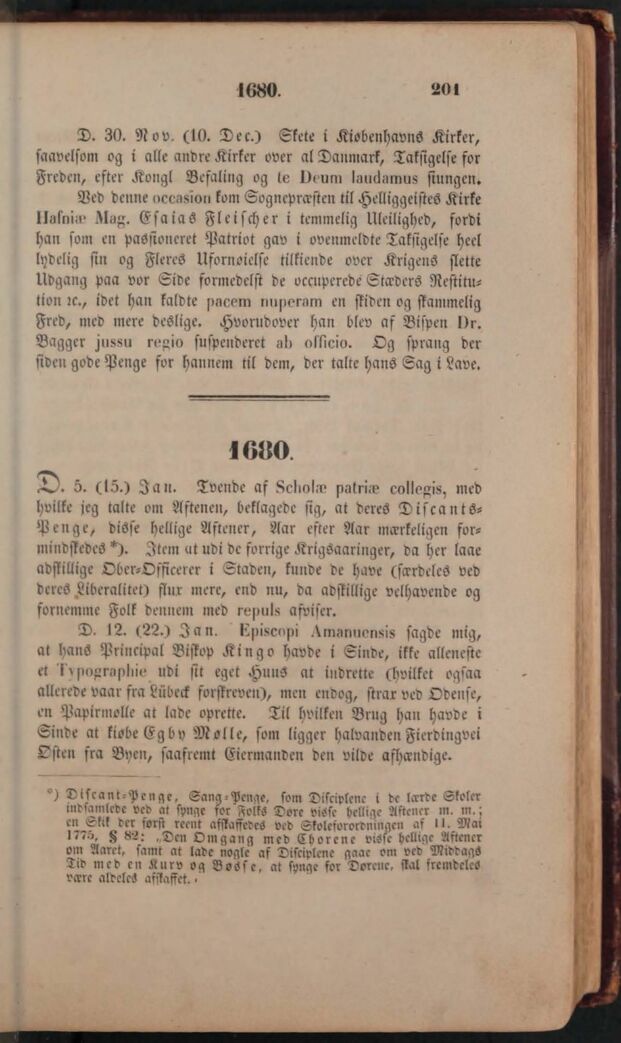 1680.
201
D. 30. Nov. (10. Dec.) Skete i Kiøbenhavns Kirker,
saavelsom og i alle andre Kirker over al Danmark, Taksigelse for
Freden, efter Kongl Befaling og te Deum laudamus siungen.
Ved denne occasion kom Sognepræsten til Helliggeistes Kirke
Hafniæ Mag. Esaias Fleischer i temmelig Uleilighed, fordi
han som en passioneret Patriot gav i ovenmeldte Taksigelse heel
lydelig sin og Fleres Ufornøielse tilkiende over Krigens slette
Udgang paa vor Side formedelst de occuperede Stæders Restitu-
tion ꝛc., idet han kaldte pacem nuperam en skiden og skammelig
Fred, med mere deslige. Hvorudover han blev af Bispen Dr.
Bagger jussu regio suspenderet ab officio. Og sprang der
siden gode Penge for hannem til dem, der talte hans Sag i Lave.
1680.
D. 5. (15.) Jan. Tvende af Scholæ patriæ collegis, med
hvilke jeg talte om Aftenen, beklagede sig, at deres Discants-
Penge, disse hellige Aftener, Aar efter Aar mærkeligen for-
mindskedes *). Item at udi de forrige Krigsaaringer, da her laae
adskillige Ober-Officerer i Staden, kunde de have (særdeles ved
deres Liberalitet) flux mere, end nu, da adskillige velhavende og
fornemme Folk dennem med repuls afviser.
D. 12. (22.) Jan. Episcopi Amanuensis sagde mig,
at hans Principal Biskop Kingo havde i Sinde, ikke alleneste
et Typographie udi sit eget Huus at indrette (hvilket ogsaa
allerede vaar fra Lübeck forskreven), men endog, strax ved Odense,
en Papirmølle at lade oprette. Til hvilken Brug han havde i
Sinde at kiøbe Egby Mølle, som ligger halvanden Fierdingvei
Østen fra Byen, saafremt Eiermanden den vilde afhændige.
*) Discant-Penge, Sang-Penge, som Disciplene i de lærde Skoler
indsamlede ved at synge for Folks Døre visse hellige Aftener m. m.;
en Skik der først reent afskaffedes ved Skoleforordningen af 11. Mai
1775, § 82: „Den Omgang med Chorene visse hellige Aftener
om Aaret, samt at lade nogle af Disciplene gaae om ved Middags
Tid med en Kurv og Bøsse, at synge for Dørene, skal fremdeles
være aldeles afskaffet.